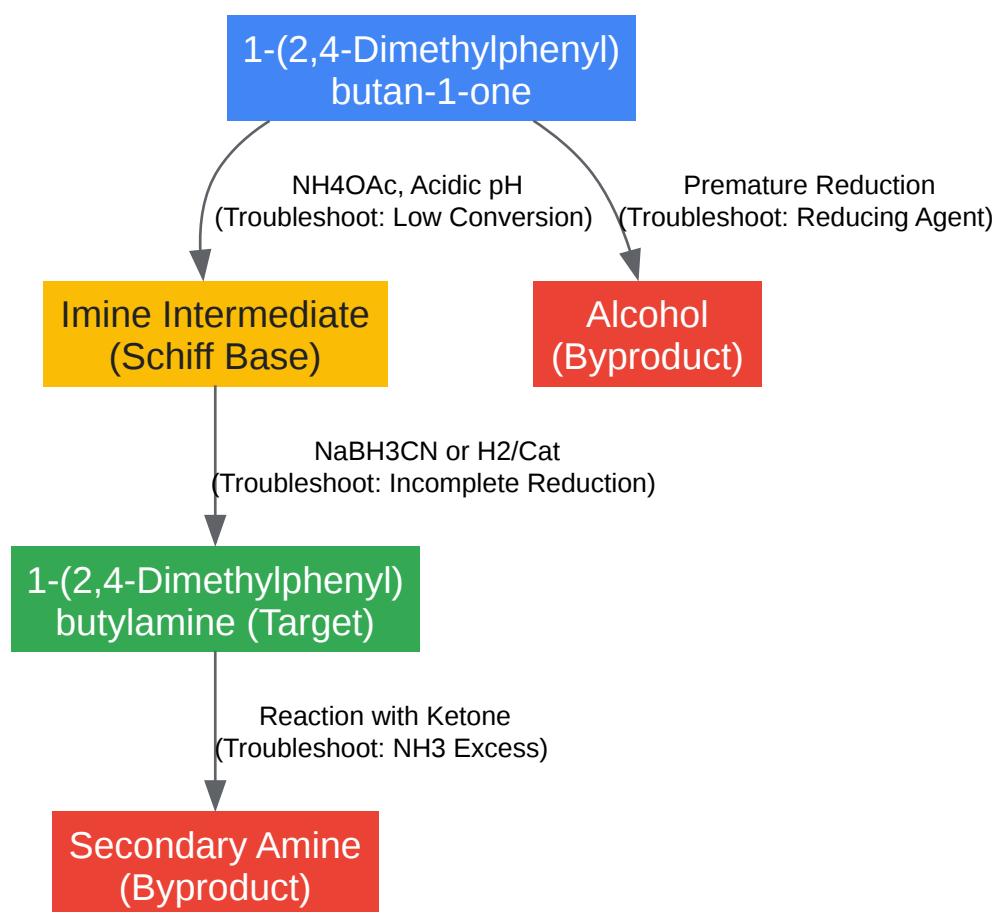 1-(2,4-Dimethylphenyl)
butan-1-one
NH4OAc, Acidic pH
(Troubleshoot: Low Conversion)
Premature Reduction
(Troubleshoot: Reducing Agent)
Imine Intermediate
(Schiff Base)
Alcohol
(Byproduct)
NaBH3CN or H2/Cat
(Troubleshoot: Incomplete Reduction)
1-(2,4-Dimethylphenyl)
butylamine (Target)
Reaction with Ketone
(Troubleshoot: NH3 Excess)
Secondary Amine
(Byproduct)